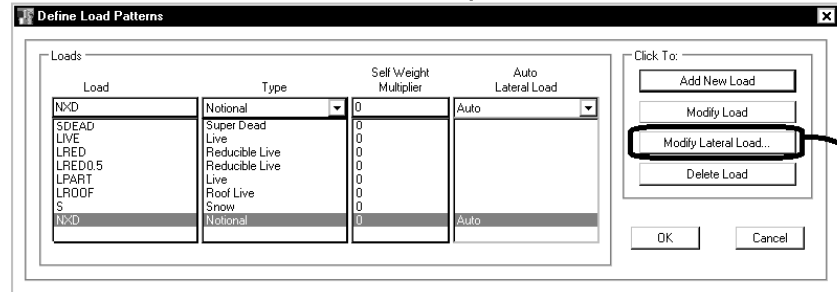 Define Load Patterns
Loads
Click To:
Load Type Self Weight Multiplier Auto Lateral Load
NXD Notional 0 Auto
SDEAD Super Dead 0
LIVE Live 0
LRED Reducible Live 0
LRED0.5 Reducible Live 0
LPART Live 0
LROOF Roof Live 0
S Snow 0
NXD Notional 0 Auto
Add New Load
Modify Load
Modify Lateral Load...
Delete Load
OK Cancel